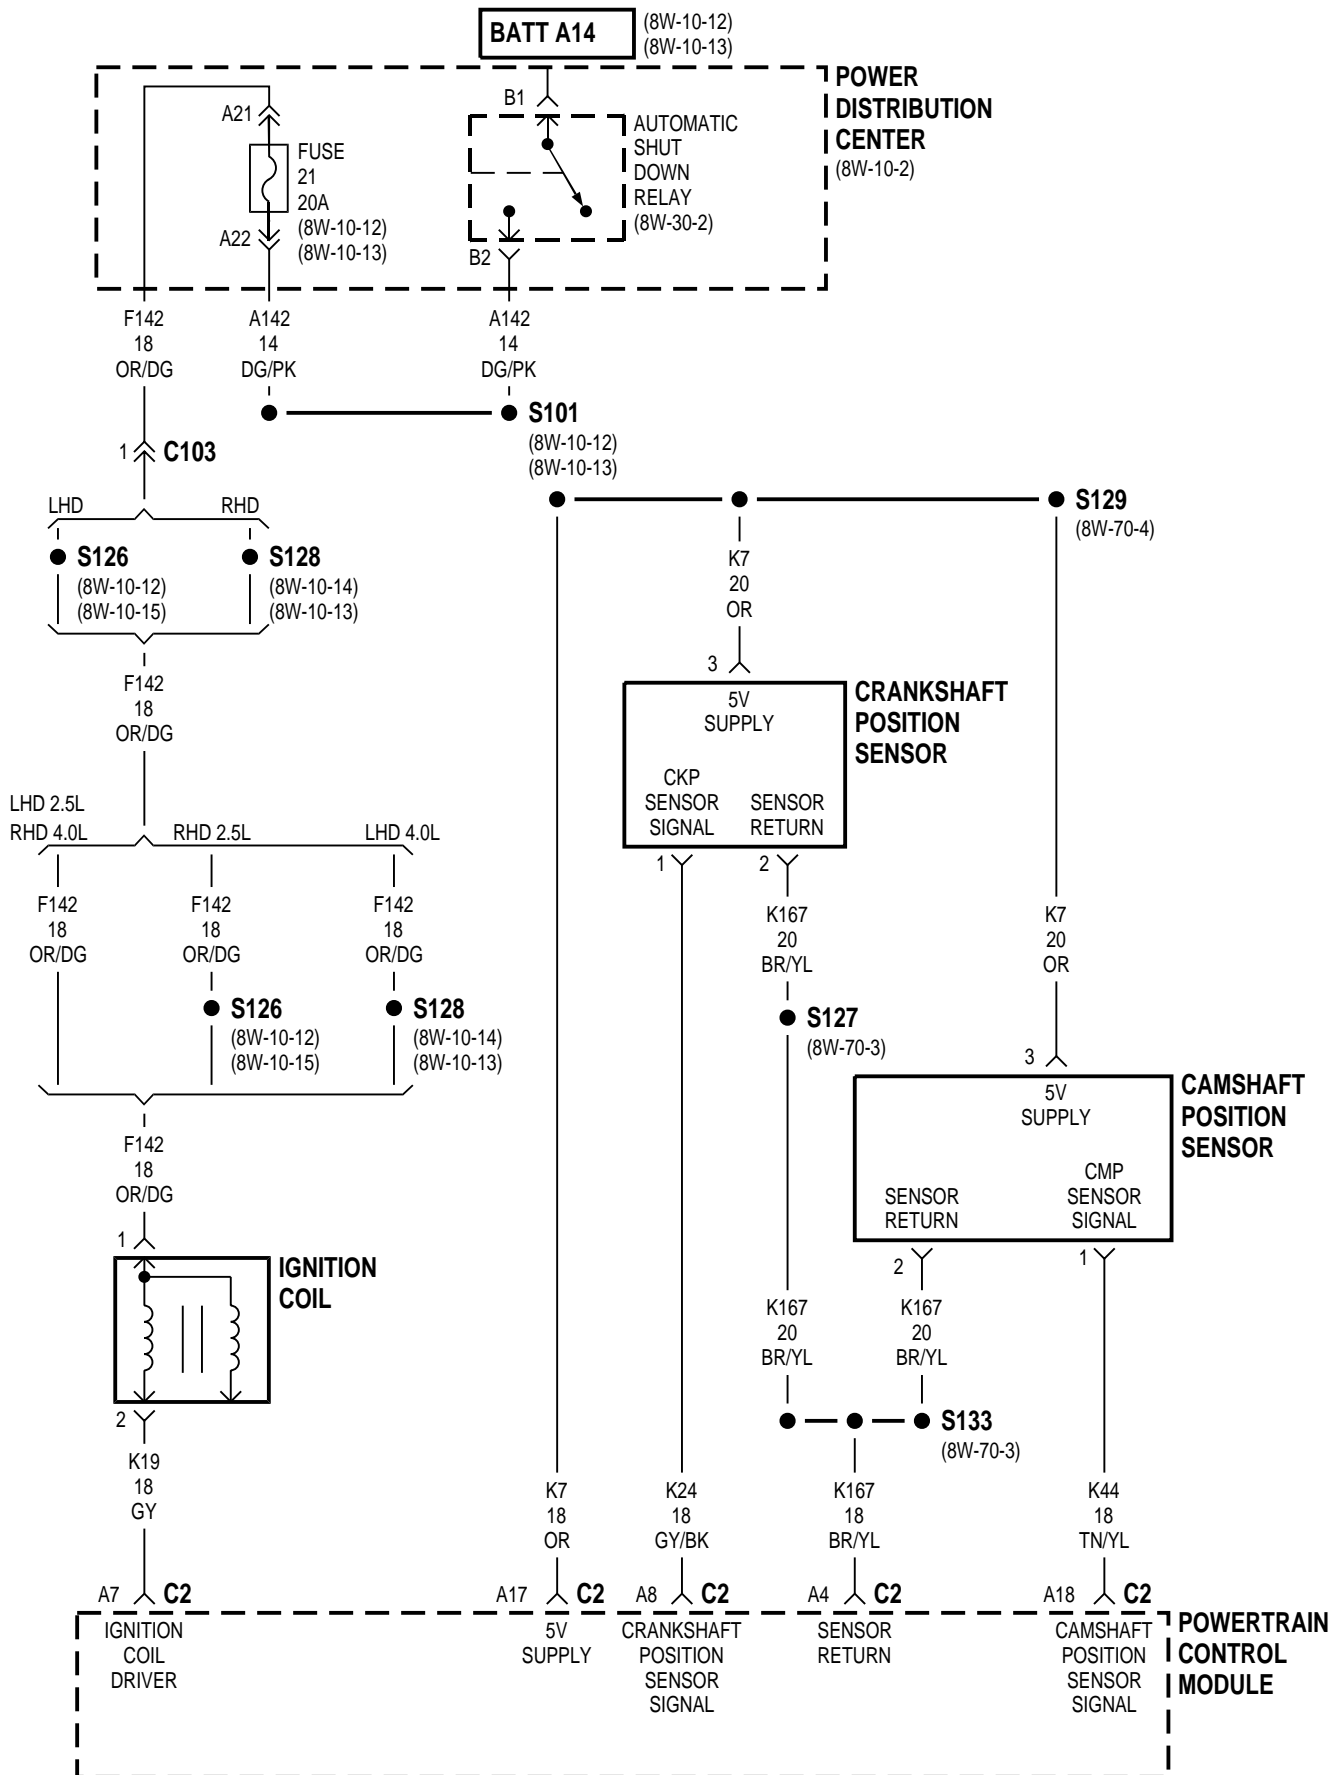 BATT A14
(8W-10-12)
(8W-10-13)
POWER
DISTRIBUTION
CENTER
(8W-10-2)
A21
FUSE
21
20A
(8W-10-12)
(8W-10-13)
A22
B1
AUTOMATIC
SHUT
DOWN
RELAY
(8W-30-2)
B2
F142
18
OR/DG
A142
14
DG/PK
A142
14
DG/PK
S101
(8W-10-12)
(8W-10-13)
1
C103
LHD
RHD
S126
(8W-10-12)
(8W-10-15)
S128
(8W-10-14)
(8W-10-13)
S129
(8W-70-4)
K7
20
OR
F142
18
OR/DG
3
5V
SUPPLY
CKP
SENSOR
SIGNAL
SENSOR
RETURN
CRANKSHAFT
POSITION
SENSOR
1
2
LHD 2.5L
RHD 4.0L
RHD 2.5L
LHD 4.0L
F142
18
OR/DG
F142
18
OR/DG
F142
18
OR/DG
K167
20
BR/YL
K7
20
OR
S126
(8W-10-12)
(8W-10-15)
S128
(8W-10-14)
(8W-10-13)
S127
(8W-70-3)
3
5V
SUPPLY
SENSOR
RETURN
CMP
SENSOR
SIGNAL
CAMSHAFT
POSITION
SENSOR
2
1
F142
18
OR/DG
1
IGNITION
COIL
2
K167
20
BR/YL
K167
20
BR/YL
S133
(8W-70-3)
K19
18
GY
K7
18
OR
K24
18
GY/BK
K167
18
BR/YL
K44
18
TN/YL
A7
C2
A17
C2
A8
C2
A4
C2
A18
C2
IGNITION
COIL
DRIVER
5V
SUPPLY
CRANKSHAFT
POSITION
SENSOR
SIGNAL
SENSOR
RETURN
CAMSHAFT
POSITION
SENSOR
SIGNAL
POWERTRAIN
CONTROL
MODULE